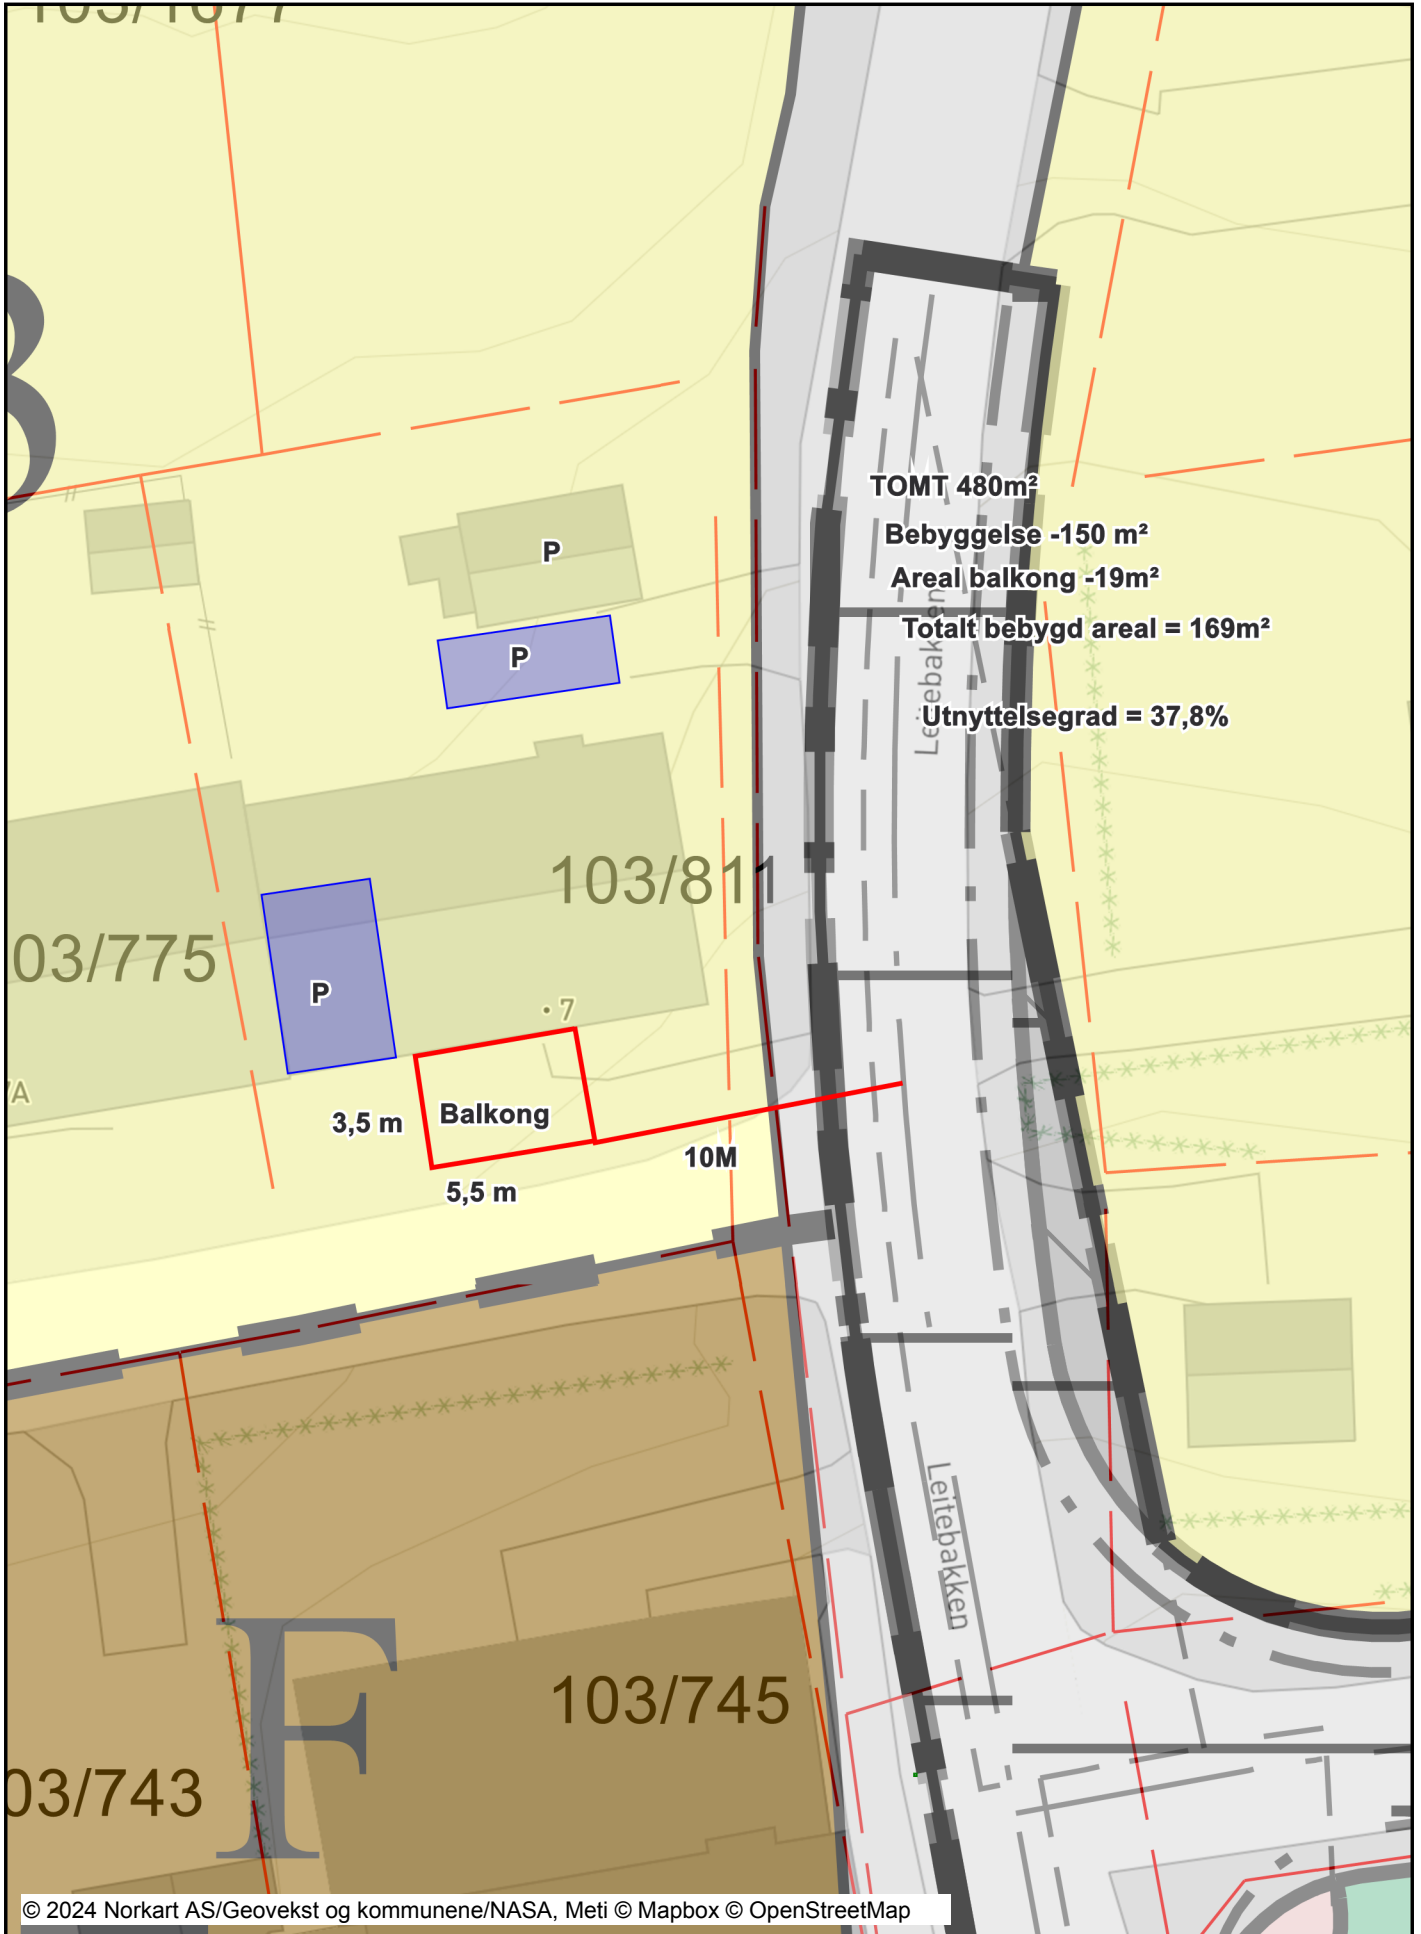 B
P
P
TOMT 480m²
Bebyggelse -150 m²
Areal balkong -19m²
Totalt bebygd areal = 169m²
Utnyttelsegrad = 37,8%
Leitebakken
103/811
03/775
P
7
Balkong
3,5 m
5,5 m
10M
Leitebakken
F
103/745
03/743
© 2024 Norkart AS/Geovekst og kommunene/NASA, Meti © Mapbox © OpenStreetMap